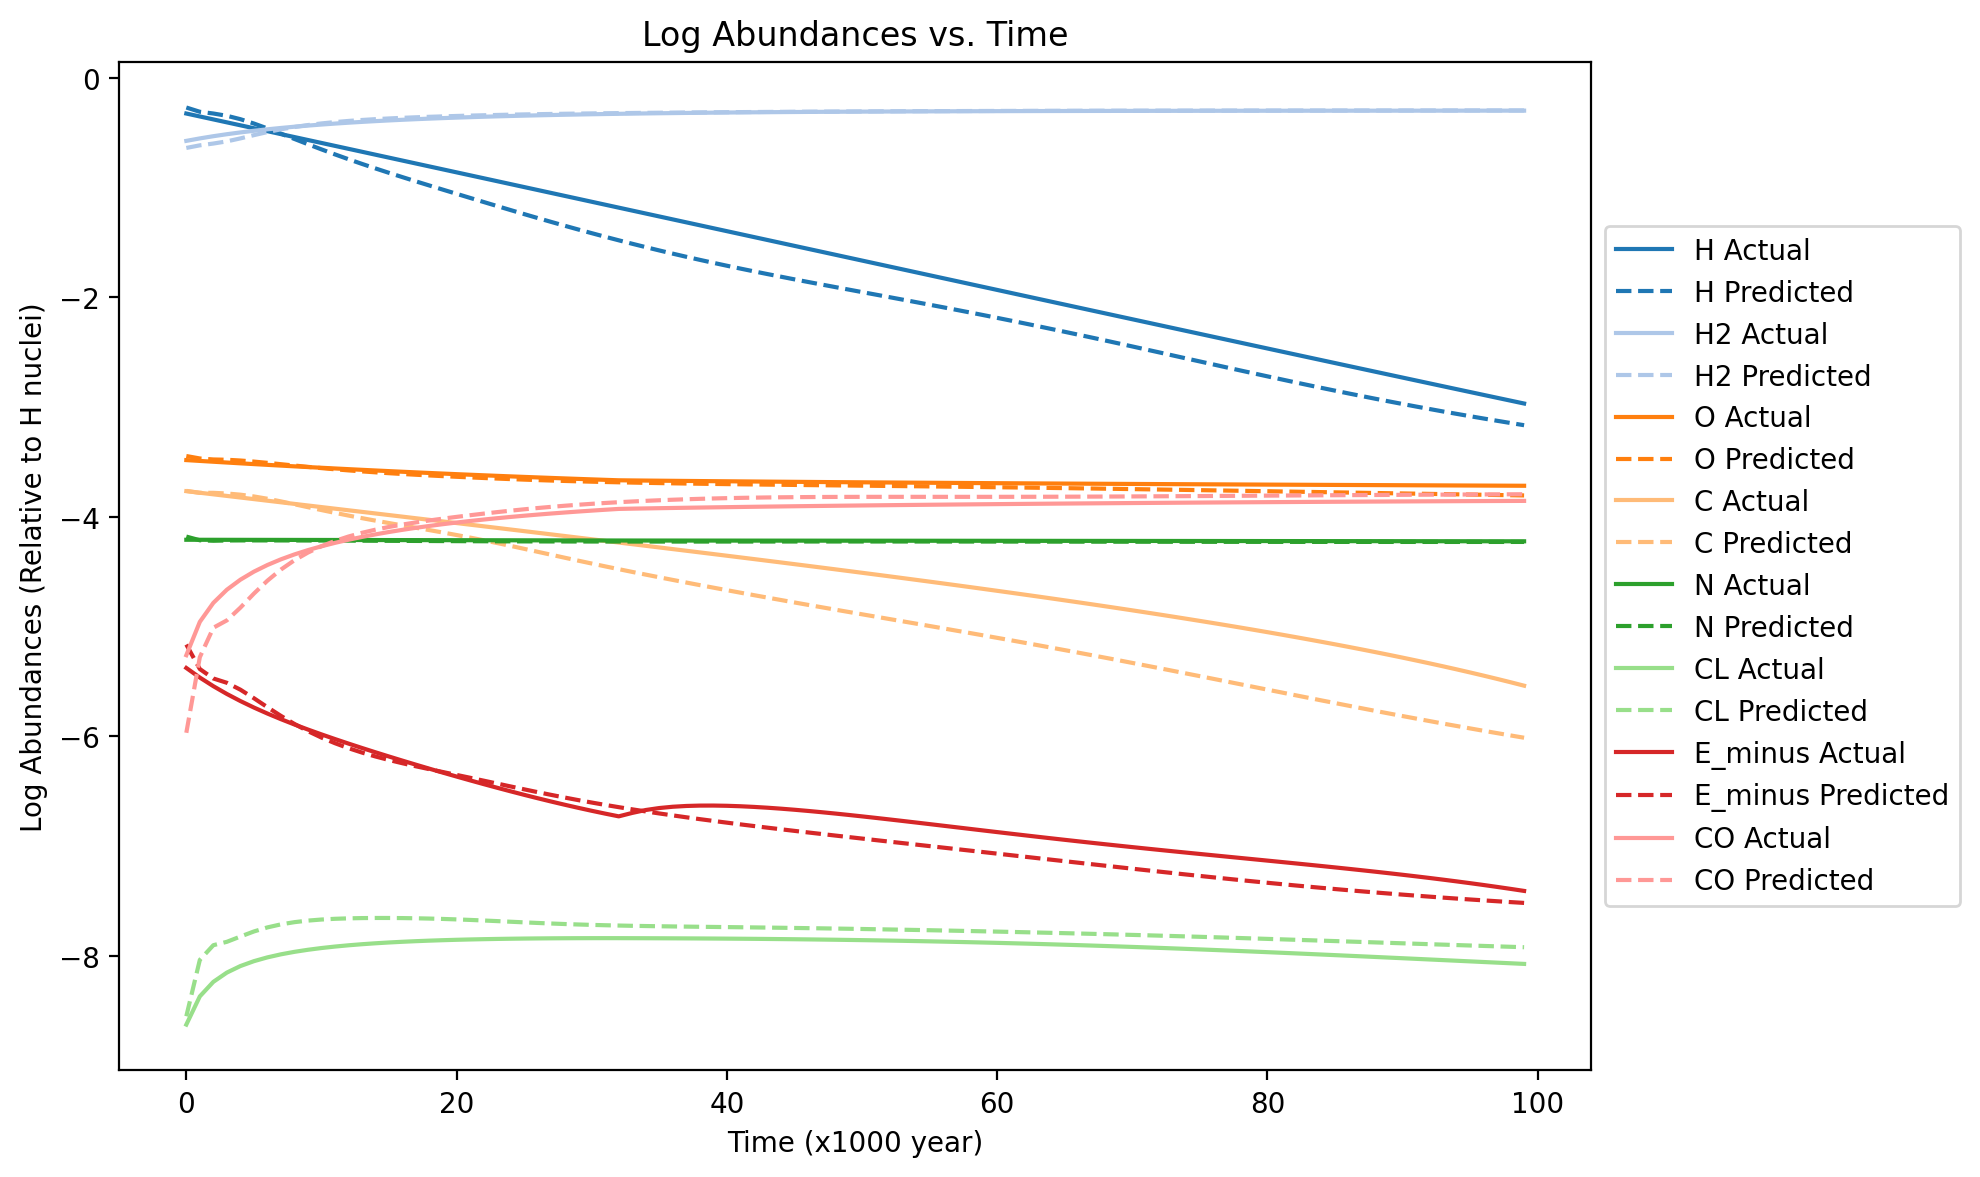 Log Abundances vs. Time
Log Abundances (Relative to H nuclei)
0
−2
−4
−6
−8
0
20
40
60
80
100
Time (x1000 year)
H Actual
H Predicted
H2 Actual
H2 Predicted
O Actual
O Predicted
C Actual
C Predicted
N Actual
N Predicted
CL Actual
CL Predicted
E_minus Actual
E_minus Predicted
CO Actual
CO Predicted